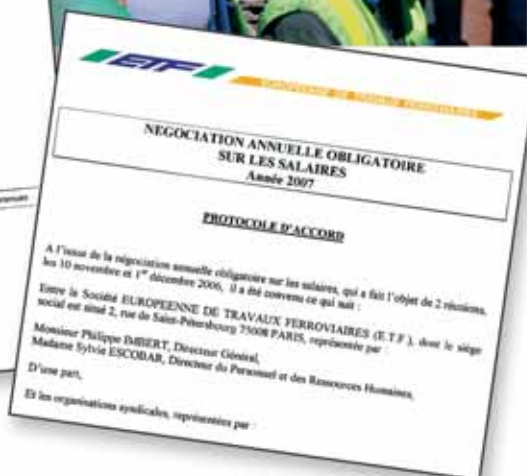 ETF
EUROPEENNE DE TRAVAUX FERROVIAIRES
NEGOCIATION ANNUELLE OBLIGATOIRE
SUR LES SALAIRES
Année 2007
PROTOCOLE D'ACCORD
A l'issue de la négociation annuelle obligatoire sur les salaires, qui a fait l'objet de 2 réunions,
les 10 novembre et 1er décembre 2006, il a été convenu ce qui suit :
Entre la Société EUROPEENNE DE TRAVAUX FERROVIAIRES (E.T.F), dont le siège
social est situé 2, rue de Saint-Pétersbourg 75008 PARIS, représentée par :
Monsieur Philippe IMBERT, Directeur Général,
Madame Sylvie ESCOBAR, Directeur du Personnel et des Ressources Humaines,
D'une part,
Et les organisations syndicales, représentées par :